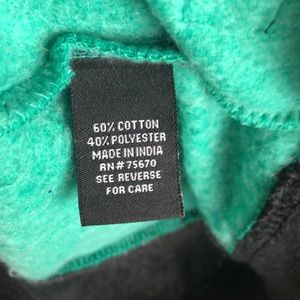 60% COTTON
40% POLYESTER
MADE IN INDIA
RN# 75670
SEE REVERSE
FOR CARE